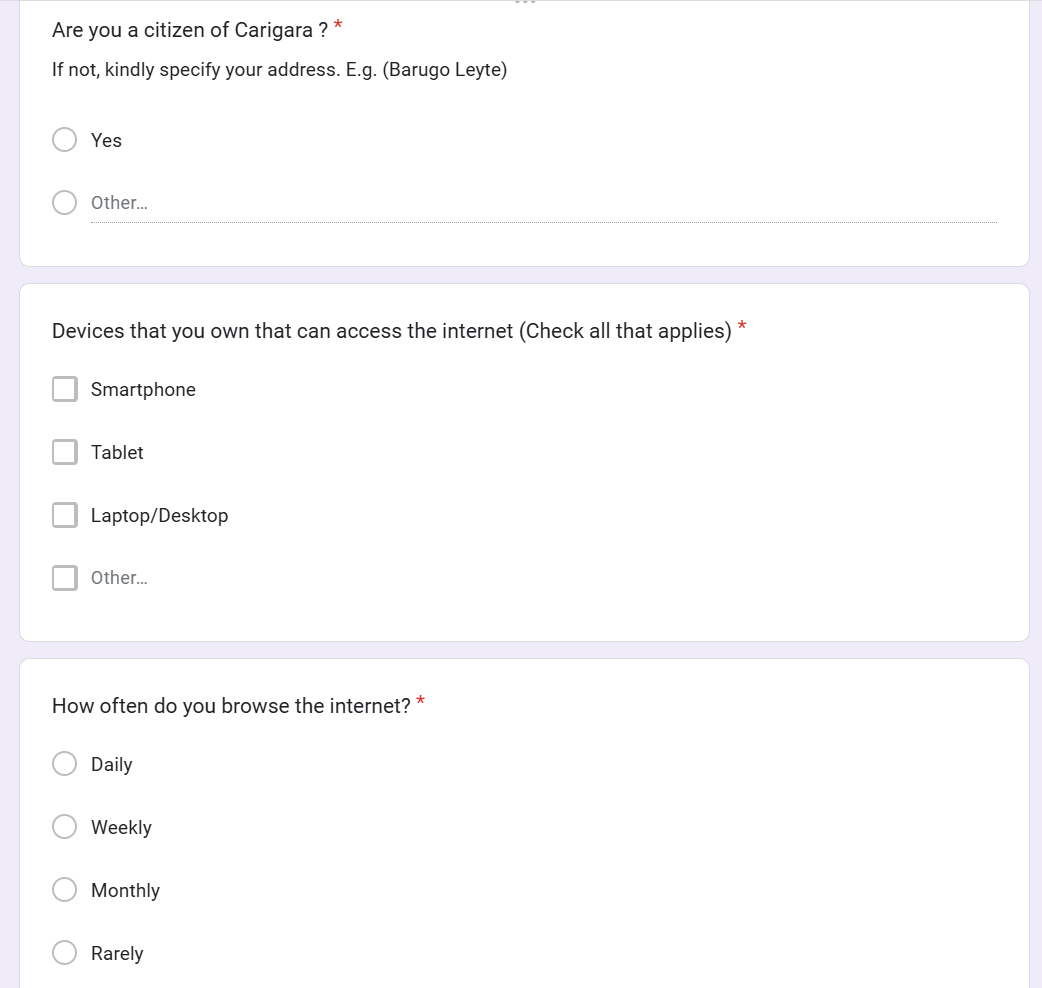 Are you a citizen of Carigara ? *
If not, kindly specify your address. E.g. (Barugo Leyte)
Yes
Other...
Devices that you own that can access the internet (Check all that applies) *
Smartphone
Tablet
Laptop/Desktop
Other...
How often do you browse the internet? *
Daily
Weekly
Monthly
Rarely